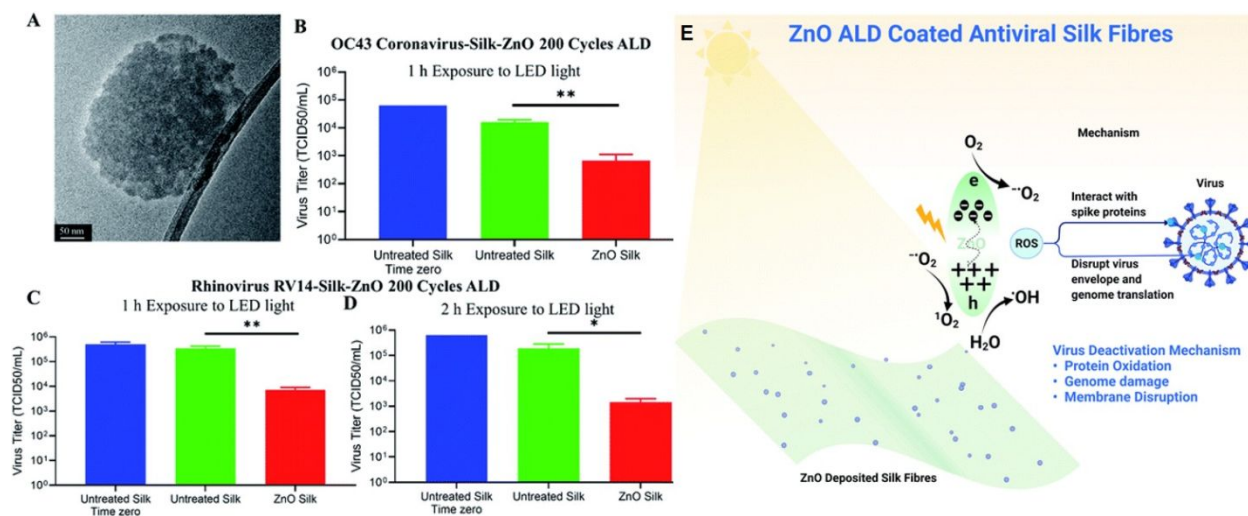 A
50 nm
B
OC43 Coronavirus-Silk-ZnO 200 Cycles ALD
1 h Exposure to LED light
**
Virus Titer (TCID50/mL)
10⁶
10⁵
10⁴
10³
10²
10¹
10⁰
Untreated Silk
Time zero
Untreated Silk
ZnO Silk
Rhinovirus RV14-Silk-ZnO 200 Cycles ALD
C
1 h Exposure to LED light
**
Virus Titer (TCID50/mL)
10⁶
10⁵
10⁴
10³
10²
10¹
10⁰
Untreated Silk
Time zero
Untreated Silk
ZnO Silk
D
2 h Exposure to LED light
*
Virus Titer (TCID50/mL)
10⁶
10⁵
10⁴
10³
10²
10¹
10⁰
Untreated Silk
Time zero
Untreated Silk
ZnO Silk
E
ZnO ALD Coated Antiviral Silk Fibres
Mechanism
O₂
e
·⁻O₂
ZnO
·⁻O₂
h
¹O₂
H₂O
·OH
ROS
Interact with
spike proteins
Disrupt virus
envelope and
genome translation
Virus
Virus Deactivation Mechanism
• Protein Oxidation
• Genome damage
• Membrane Disruption
ZnO Deposited Silk Fibres